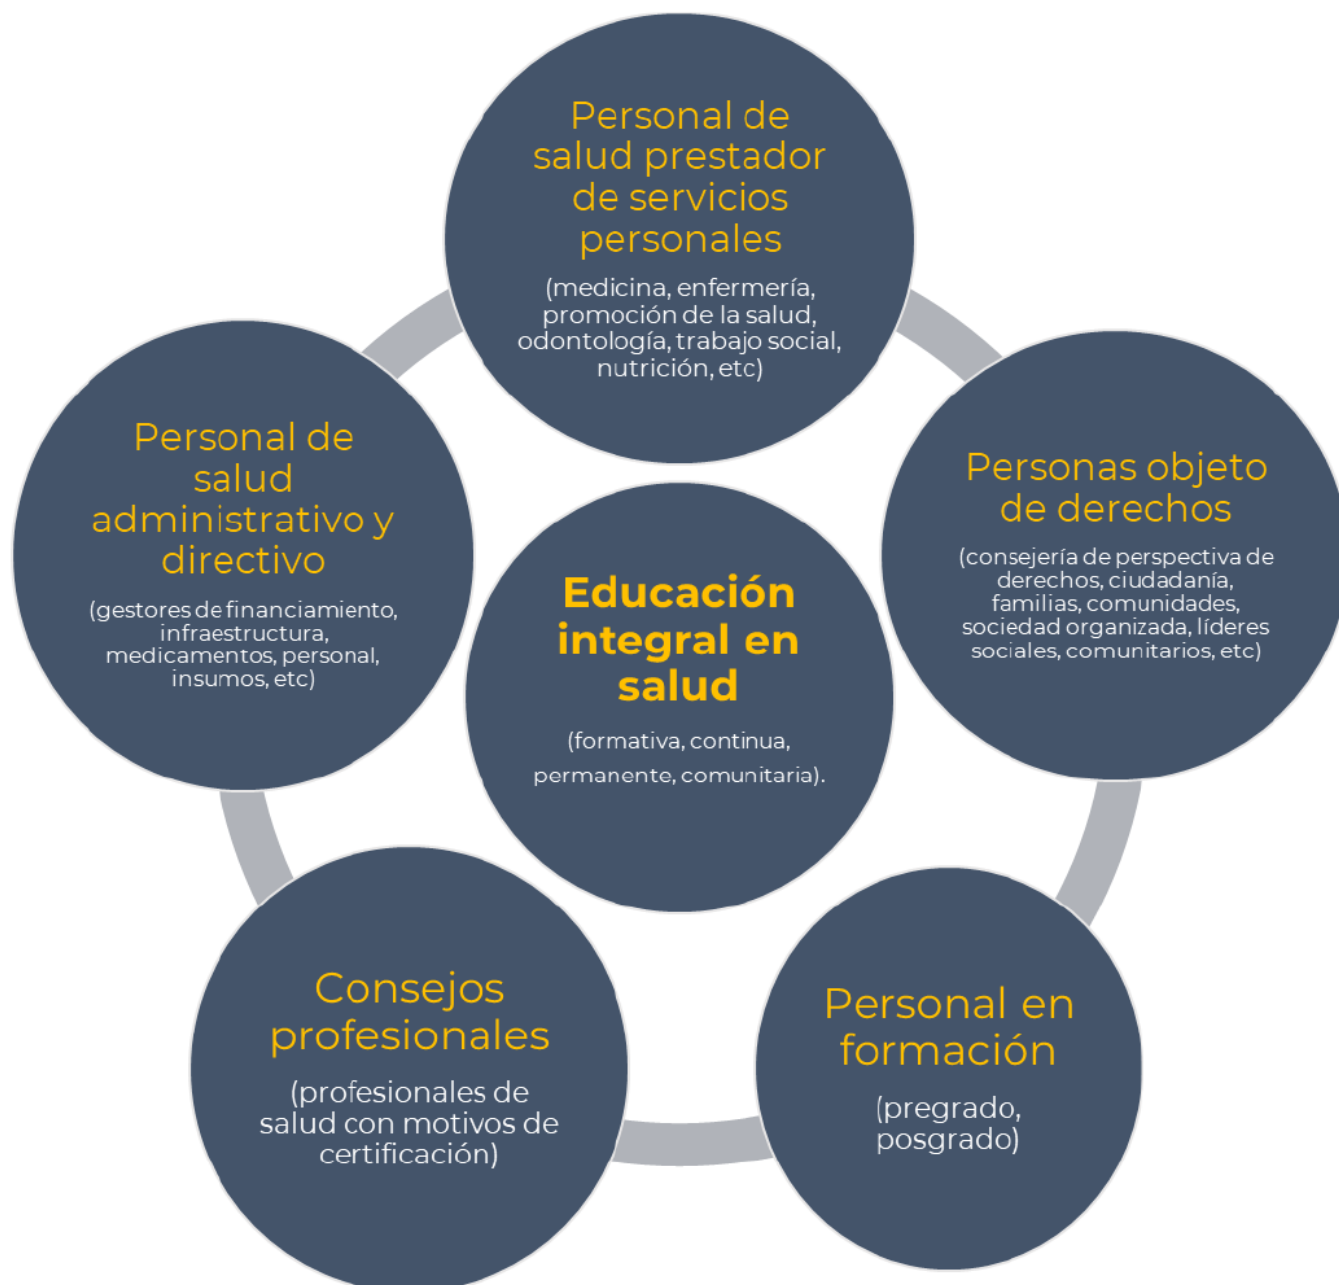 Personal de
salud prestador
de servicios
personales
(medicina, enfermería,
promoción de la salud,
odontología, trabajo social,
nutrición, etc)
Personal de
salud
administrativo y
directivo
(gestores de financiamiento,
infraestructura,
medicamentos, personal,
insumos, etc)
Personas objeto
de derechos
(consejería de perspectiva de
derechos, ciudadanía,
familias, comunidades,
sociedad organizada, líderes
sociales, comunitarios, etc)
Educación
integral en
salud
(formativa, continua,
permanente, comunitaria).
Consejos
profesionales
(profesionales de
salud con motivos de
certificación)
Personal en
formación
(pregrado,
posgrado)